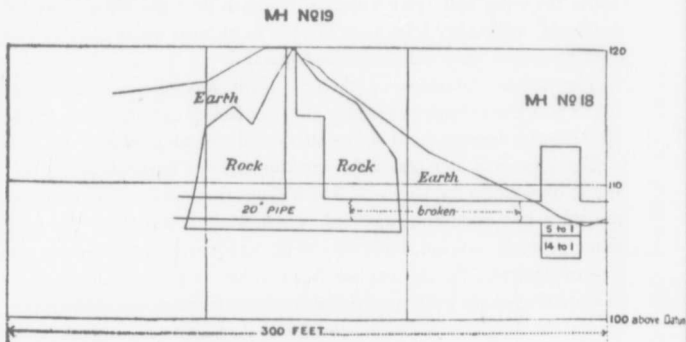 MH Nº19
120
MH Nº 18
Earth
Rock
Rock
Earth
110
20" PIPE
broken
5 to 1
14 to 1
100 above Datum
300 FEET.